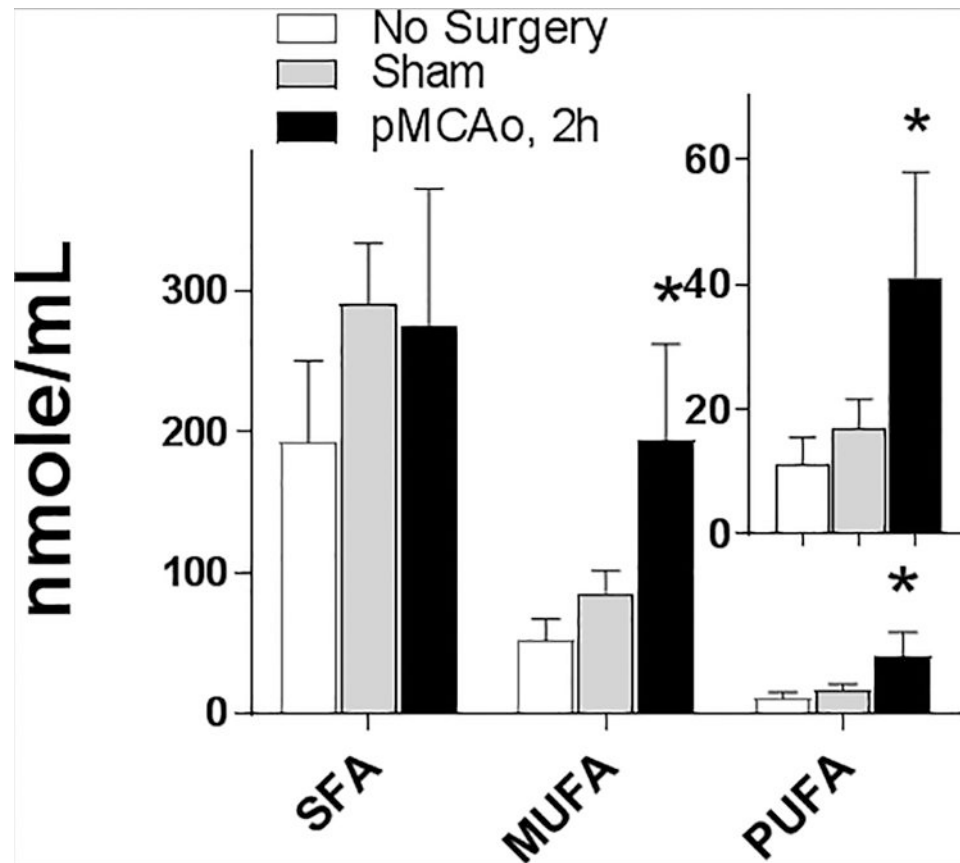 No Surgery
Sham
pMCAo, 2h
nmole/mL
300
200
100
0
*
60
40
20
0
*
*
SFA
MUFA
PUFA